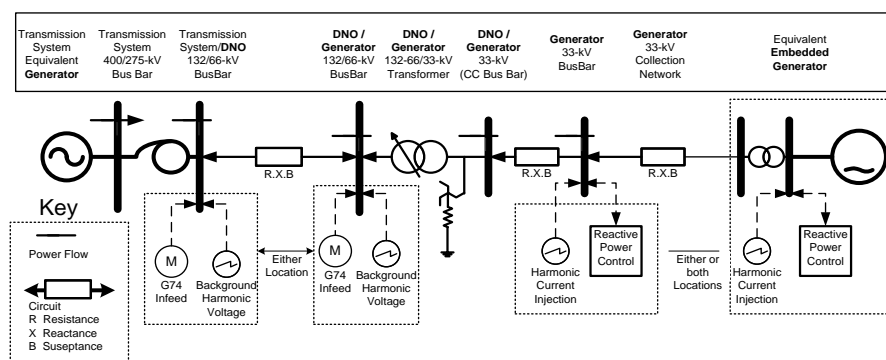 Transmission
System
Equivalent
Generator
Transmission
System
400/275-kV
Bus Bar
Transmission
System/DNO
132/66-kV
BusBar
DNO /
Generator
132/66-kV
BusBar
DNO /
Generator
132-66/33-kV
Transformer
DNO /
Generator
33-kV
(CC Bus Bar)
Generator
33-kV
BusBar
Generator
33-kV
Collection
Network
Equivalent
Embedded
Generator
R.X.B
R.X.B
R.X.B
Key
Power Flow
Circuit
R Resistance
X Reactance
B Suseptance
M
G74
Infeed
Background
Harmonic
Voltage
Either
Location
M
G74
Infeed
Background
Harmonic
Voltage
Harmonic
Current
Injection
Reactive
Power
Control
Either or
both
Locations
Harmonic
Current
Injection
Reactive
Power
Control